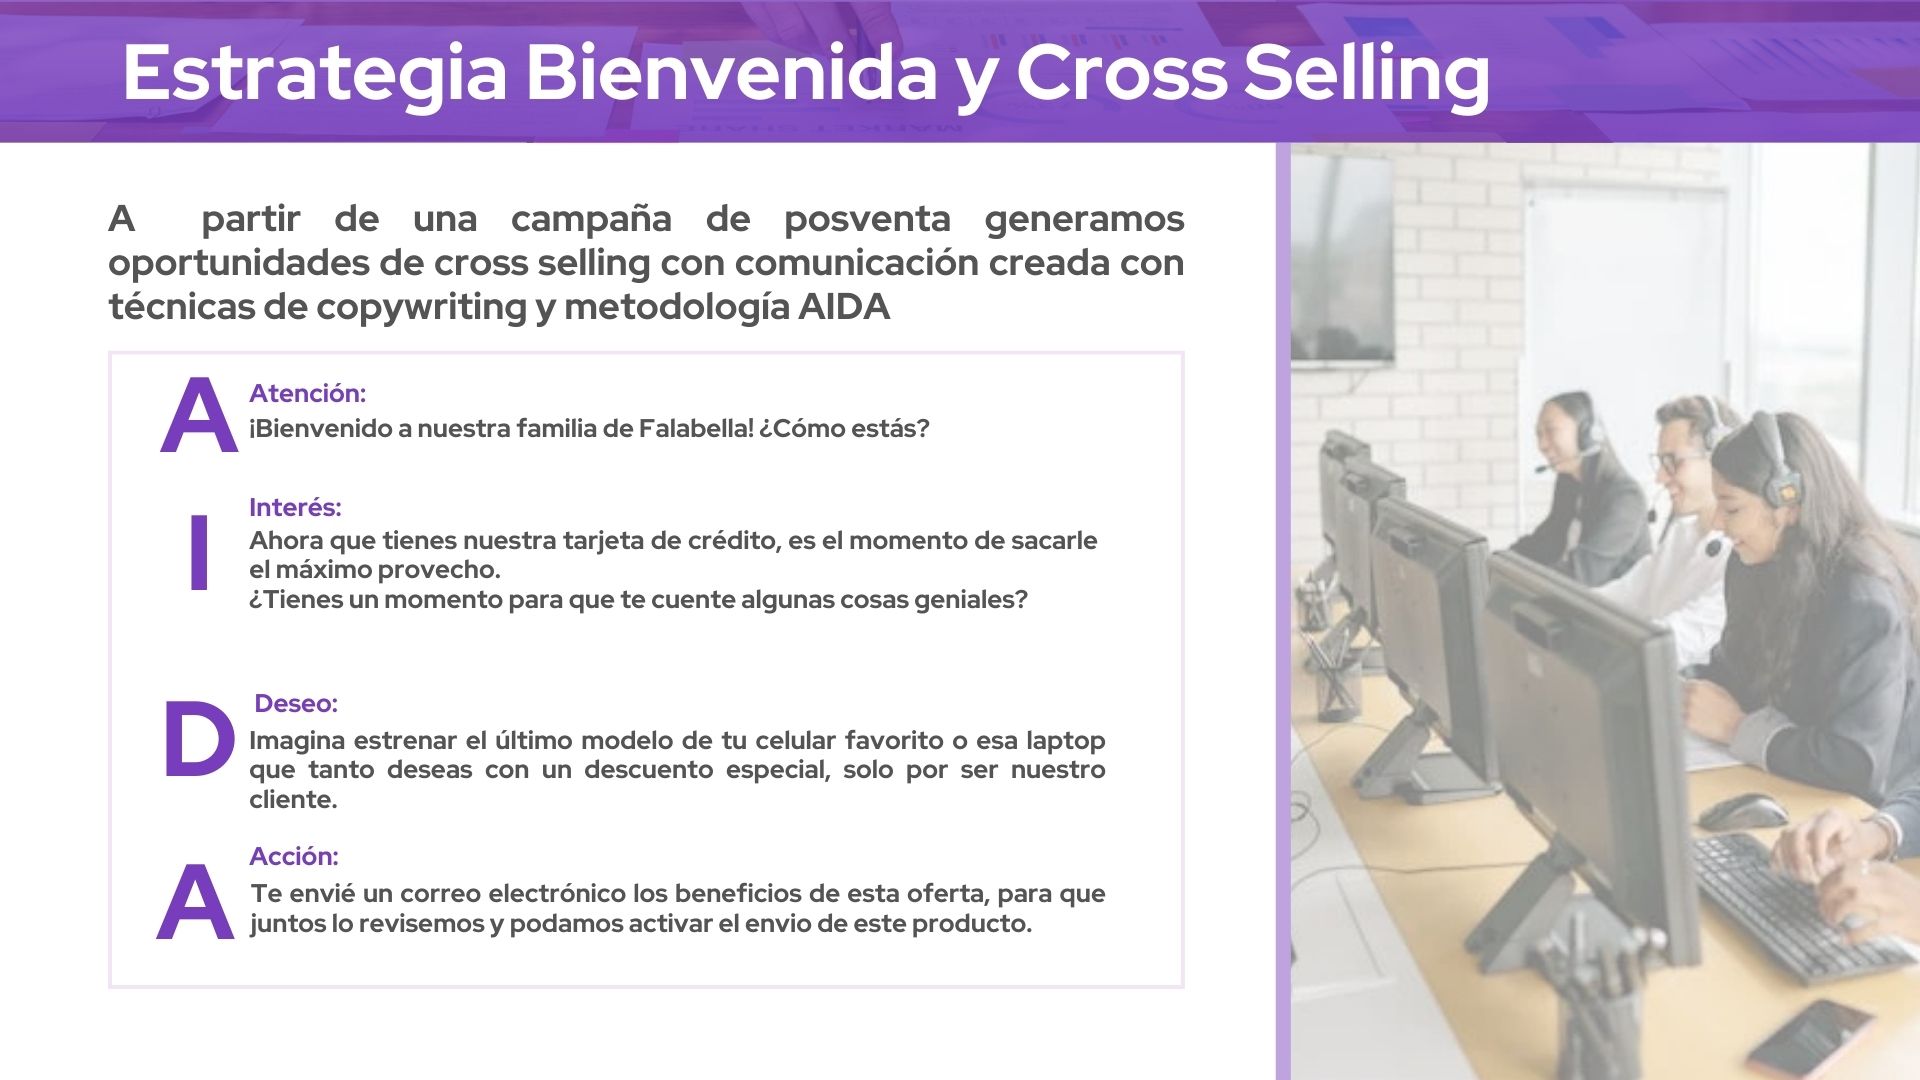 Estrategia Bienvenida y Cross Selling
A partir de una campaña de posventa generamos
oportunidades de cross selling con comunicación creada con
técnicas de copywriting y metodología AIDA
A
Atención:
¡Bienvenido a nuestra familia de Falabella! ¿Cómo estás?
I
Interés:
Ahora que tienes nuestra tarjeta de crédito, es el momento de sacarle
el máximo provecho.
¿Tienes un momento para que te cuente algunas cosas geniales?
D
Deseo:
Imagina estrenar el último modelo de tu celular favorito o esa laptop
que tanto deseas con un descuento especial, solo por ser nuestro
cliente.
A
Acción:
Te envié un correo electrónico los beneficios de esta oferta, para que
juntos lo revisemos y podamos activar el envio de este producto.